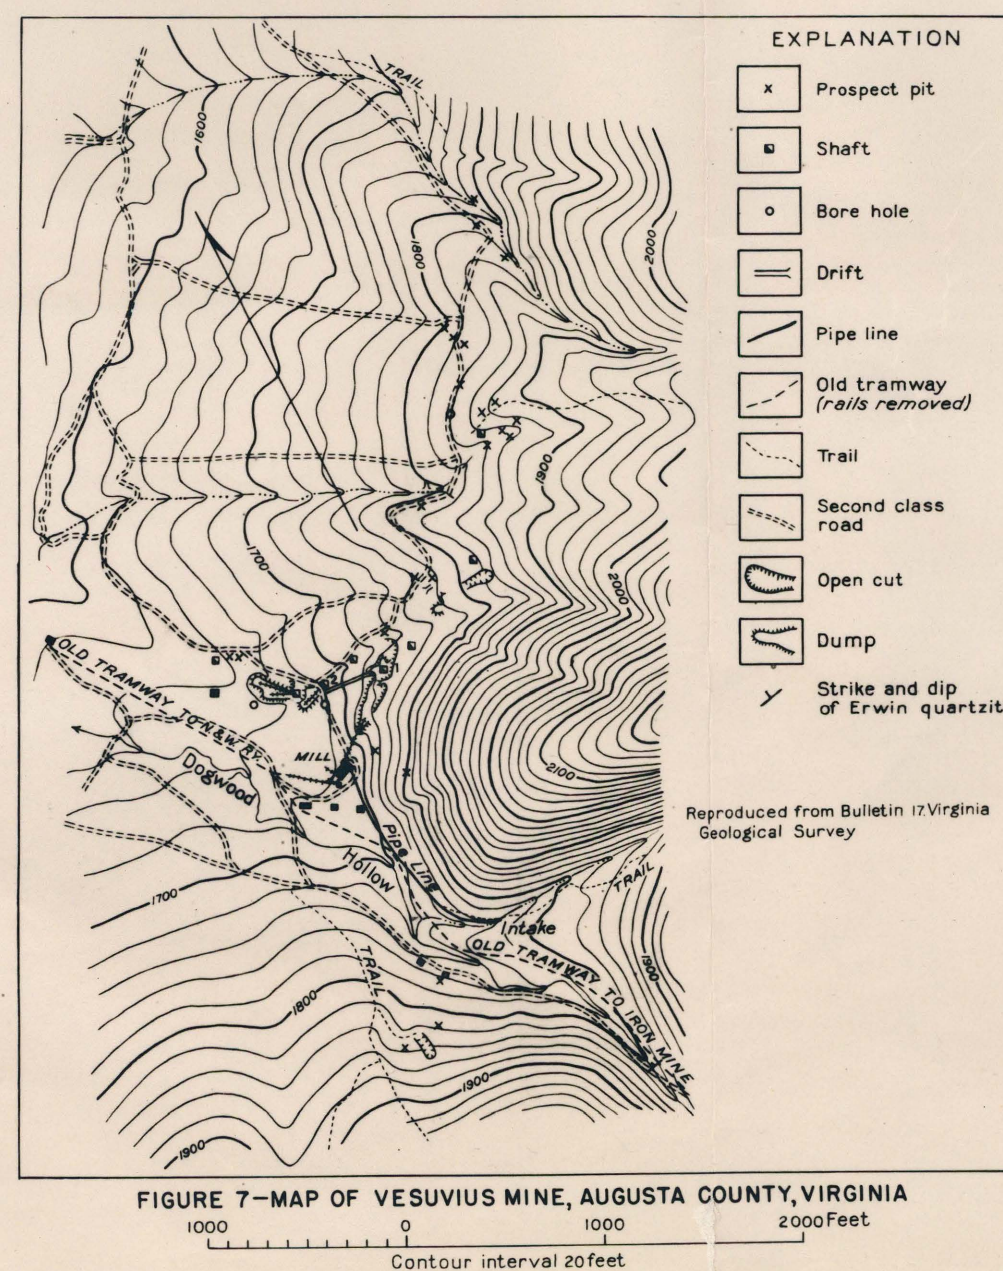 EXPLANATION
Prospect pit
Shaft
Bore hole
Drift
Pipe line
Old tramway
(rails removed)
Trail
Second class
road
Open cut
Dump
Strike and dip
of Erwin quartzit
Reproduced from Bulletin 17. Virginia
Geological Survey
TRAIL
1600
1800
2000
1900
1700
2000
OLD TRAMWAY TO N&W RY.
1
2
MILL
Dogwood
2100
Pipe Line
Hollow
TRAIL
1700
Intake
OLD TRAMWAY TO IRON MINE
1900
TRAIL
1800
1900
1900
FIGURE 7—MAP OF VESUVIUS MINE, AUGUSTA COUNTY, VIRGINIA
1000 0 1000 2000 Feet
Contour interval 20 feet